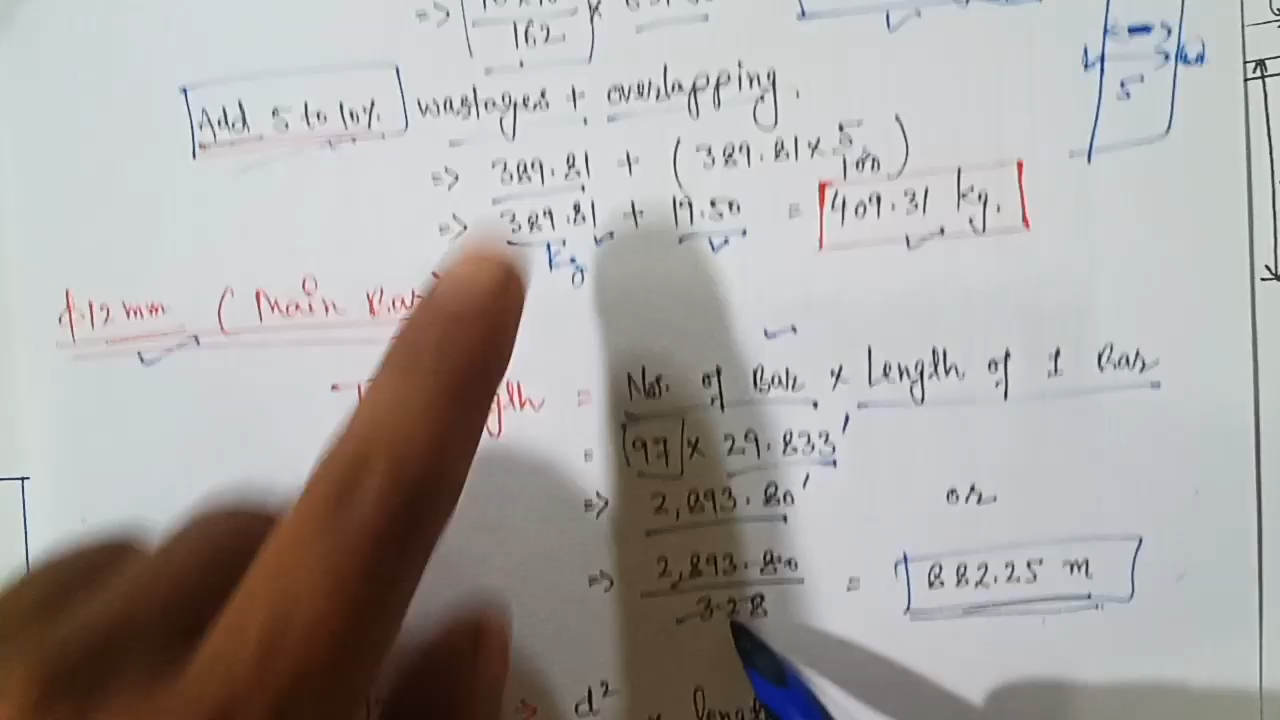 => 162 ×
Add 5 to 10% wastages + overlapping.
=> 389.81 + (389.81 × 5/100)
=> 389.81 + 19.50 = 409.31 kg.
kg
5
ϕ-12 mm (Main Bar
= Nos. of Bar × Length of 1 Bar
= 97 × 29.833'
=> 2,893.80' or
=> 2,893.80/3.28 = 882.25 m
=> d² × length